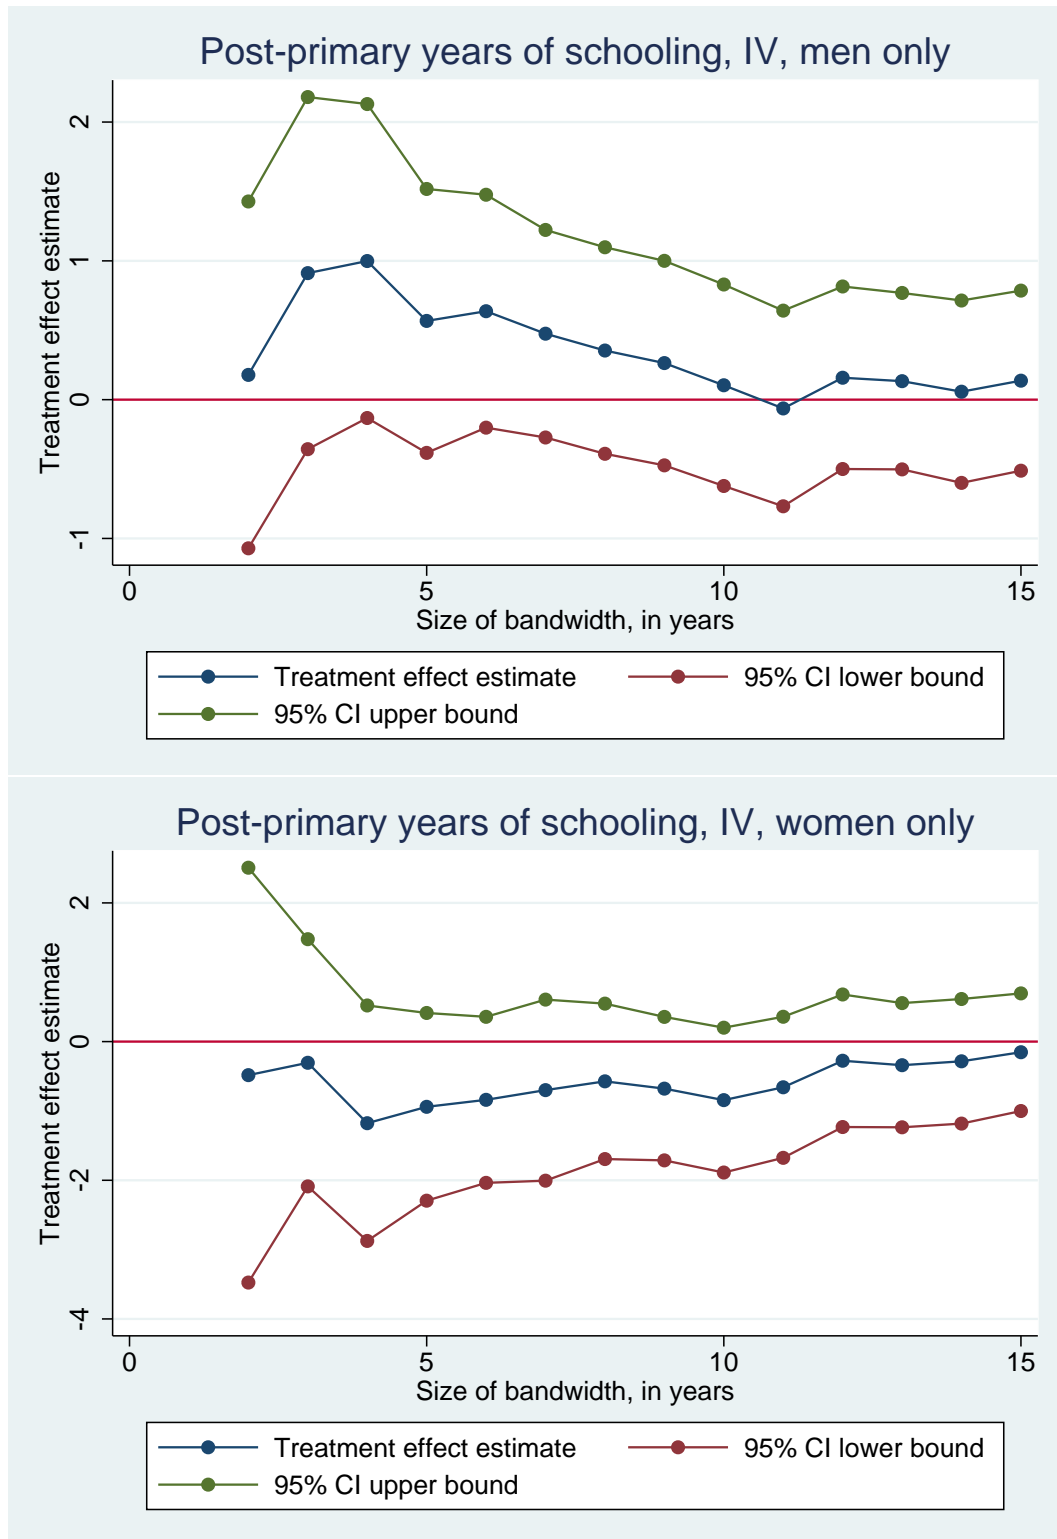 Post-primary years of schooling, IV, men only
Treatment effect estimate
2
1
0
-1
0 5 10 15
Size of bandwidth, in years
Treatment effect estimate 95% CI lower bound
95% CI upper bound
Post-primary years of schooling, IV, women only
Treatment effect estimate
2
0
-2
-4
0 5 10 15
Size of bandwidth, in years
Treatment effect estimate 95% CI lower bound
95% CI upper bound